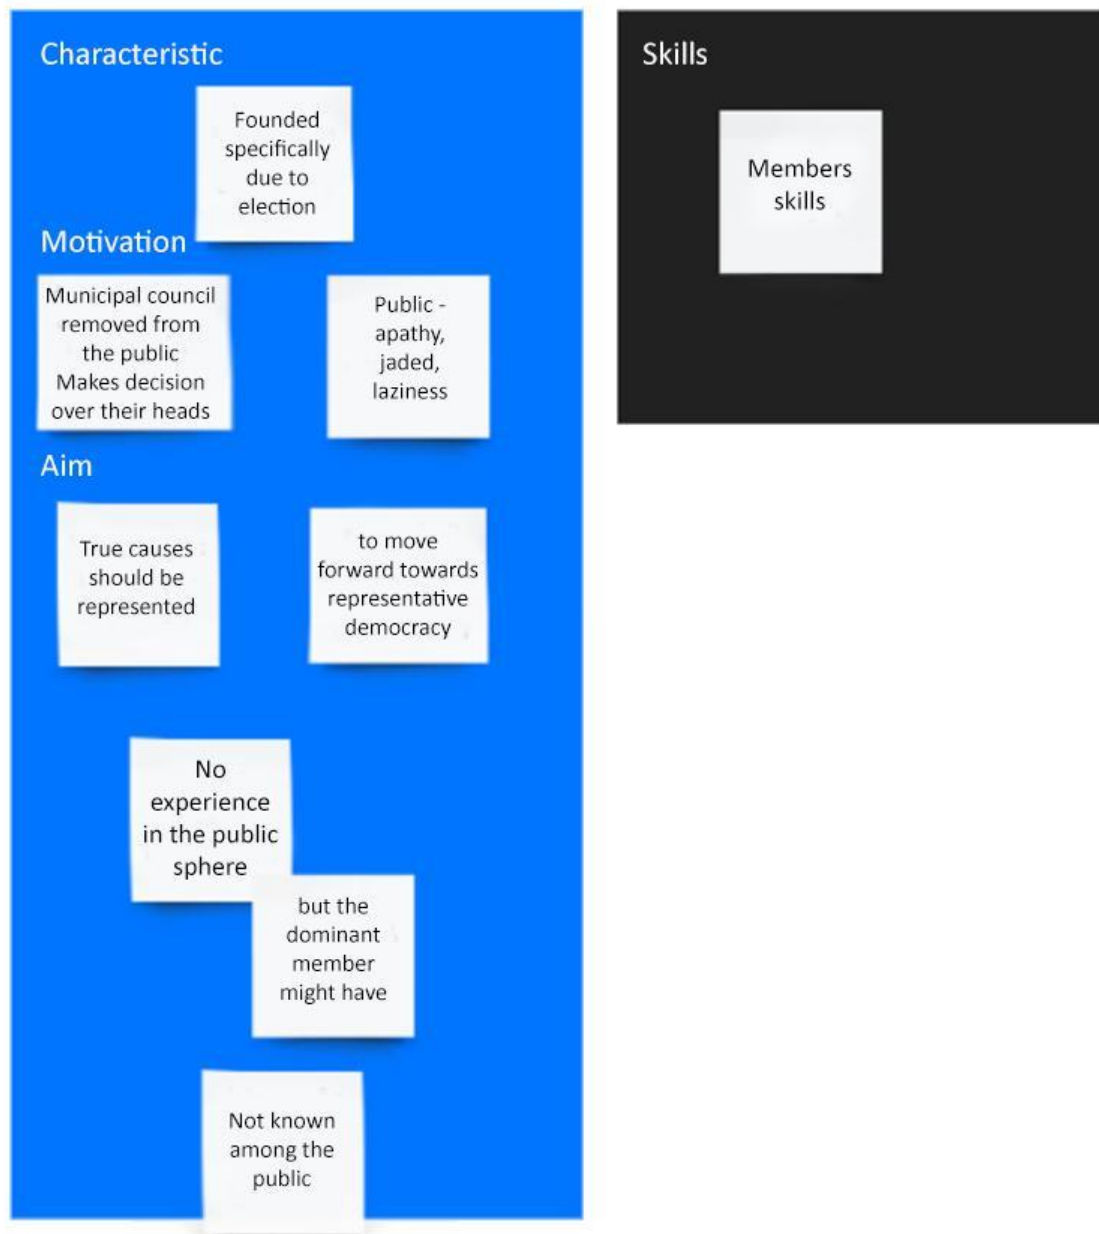 Characteristic
Founded
specifically
due to
election
Motivation
Municipal council
removed from
the public
Makes decision
over their heads
Public -
apathy,
jaded,
laziness
Aim
True causes
should be
represented
to move
forward towards
representative
democracy
No
experience
in the public
sphere
but the
dominant
member
might have
Not known
among the
public
Skills
Members
skills